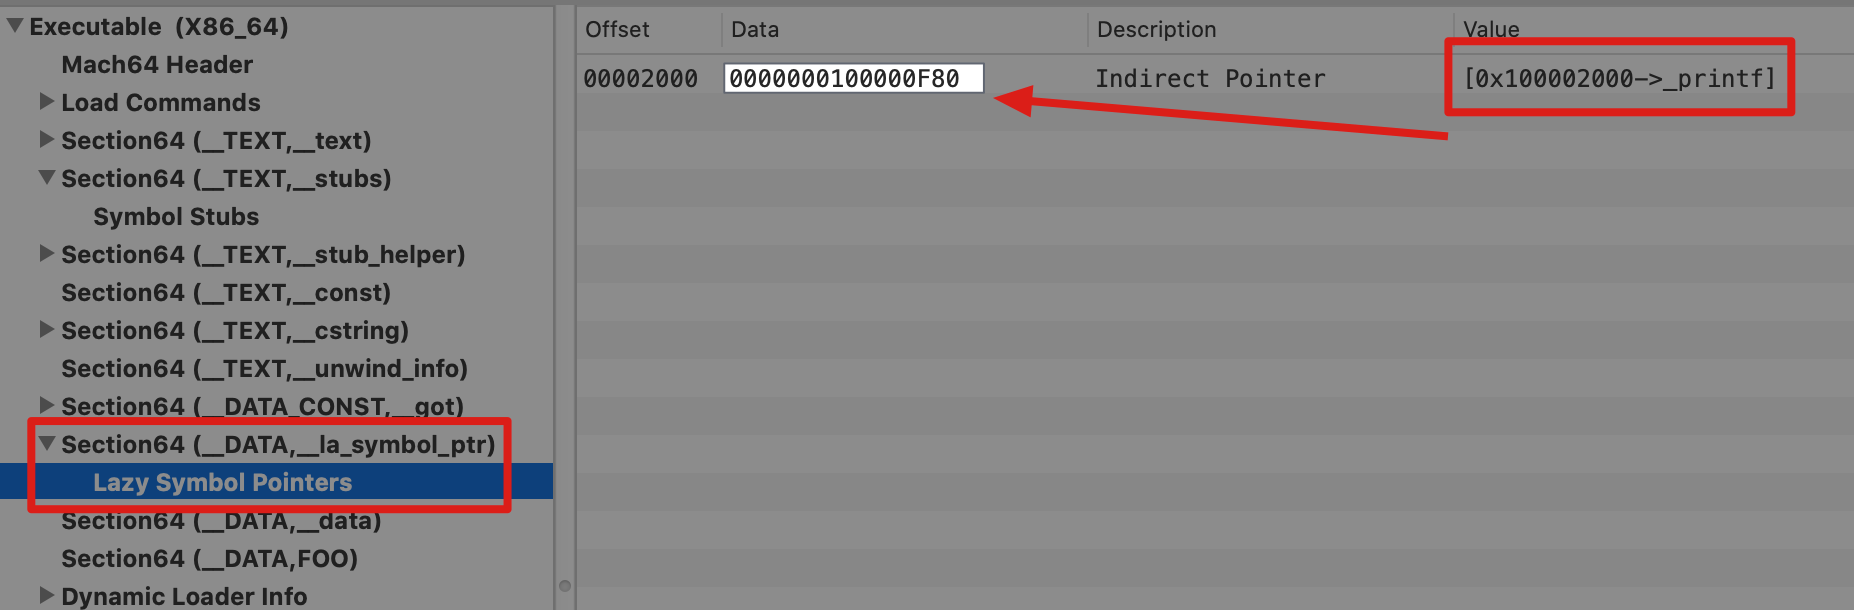 Executable (X86_64)
Mach64 Header
Load Commands
Section64 (__TEXT,__text)
Section64 (__TEXT,__stubs)
Symbol Stubs
Section64 (__TEXT,__stub_helper)
Section64 (__TEXT,__const)
Section64 (__TEXT,__cstring)
Section64 (__TEXT,__unwind_info)
Section64 (__DATA_CONST,__got)
Section64 (__DATA,__la_symbol_ptr)
Lazy Symbol Pointers
Section64 (__DATA,__data)
Section64 (__DATA,FOO)
Dynamic Loader Info
Offset Data Description Value
00002000 0000000100000F80 Indirect Pointer [0x100002000->_printf]